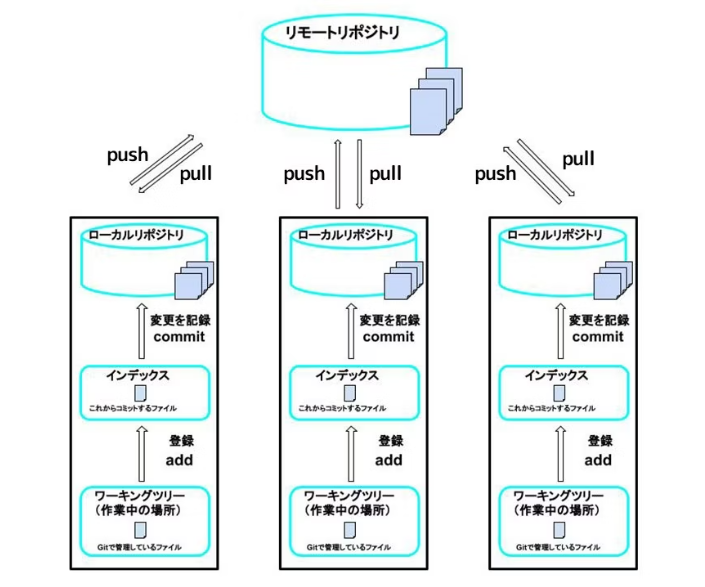 リモートリポジトリ
push
pull
push
pull
push
pull
ローカルリポジトリ
変更を記録
commit
インデックス
これからコミットするファイル
登録
add
ワーキングツリー
(作業中の場所)
Gitで管理しているファイル
ローカルリポジトリ
変更を記録
commit
インデックス
これからコミットするファイル
登録
add
ワーキングツリー
(作業中の場所)
Gitで管理しているファイル
ローカルリポジトリ
変更を記録
commit
インデックス
これからコミットするファイル
登録
add
ワーキングツリー
(作業中の場所)
Gitで管理しているファイル